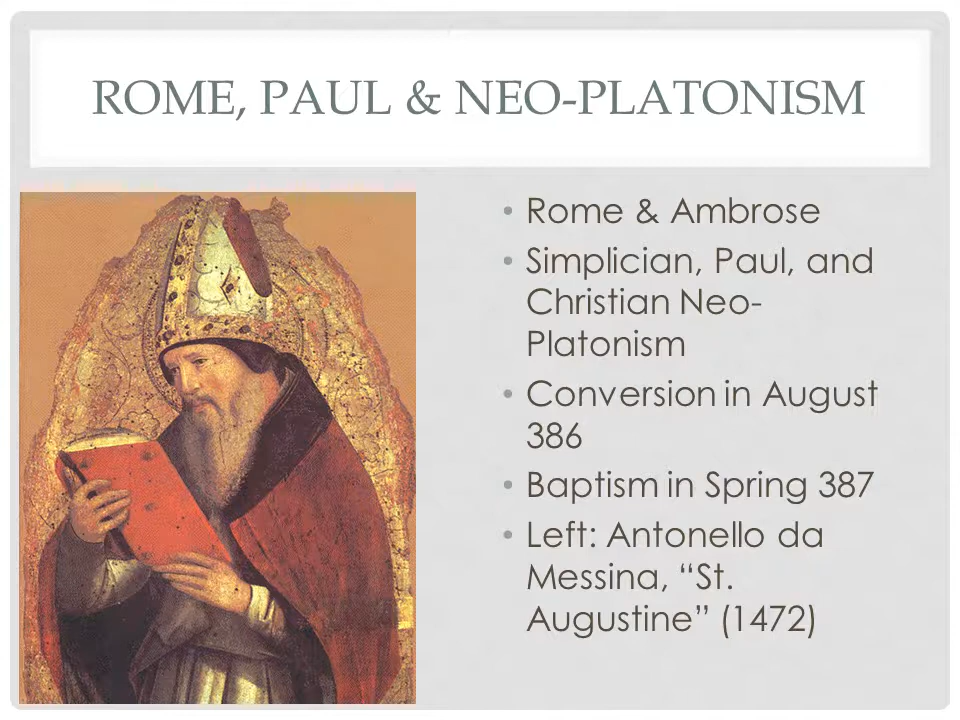 ROME, PAUL & NEO-PLATONISM
• Rome & Ambrose
• Simplician, Paul, and
Christian Neo-
Platonism
• Conversion in August
386
• Baptism in Spring 387
• Left: Antonello da
Messina, “St.
Augustine” (1472)